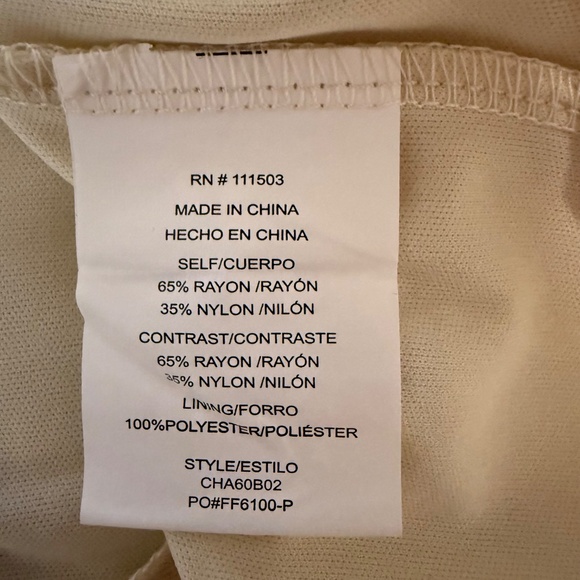 RN # 111503
MADE IN CHINA
HECHO EN CHINA
SELF/CUERPO
65% RAYON /RAYÓN
35% NYLON /NILÓN
CONTRAST/CONTRASTE
65% RAYON /RAYÓN
35% NYLON /NILÓN
LINING/FORRO
100%POLYESTER/POLIÉSTER
STYLE/ESTILO
CHA60B02
PO#FF6100-P